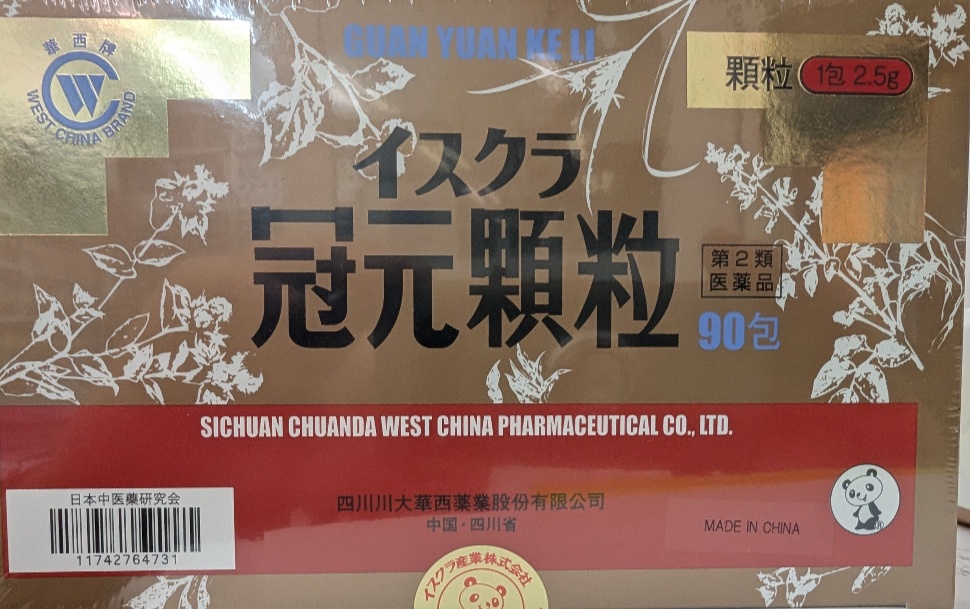 華西牌
WEST CHINA BRAND
GUAN YUAN KE LI
顆粒 1包 2.5g
イスクラ
冠元顆粒
第2類
医薬品
90包
SICHUAN CHUANDA WEST CHINA PHARMACEUTICAL CO., LTD.
日本中医薬研究会
11742764731
四川川大華西薬業股份有限公司
中国・四川省
MADE IN CHINA
イスクラ産業株式会社